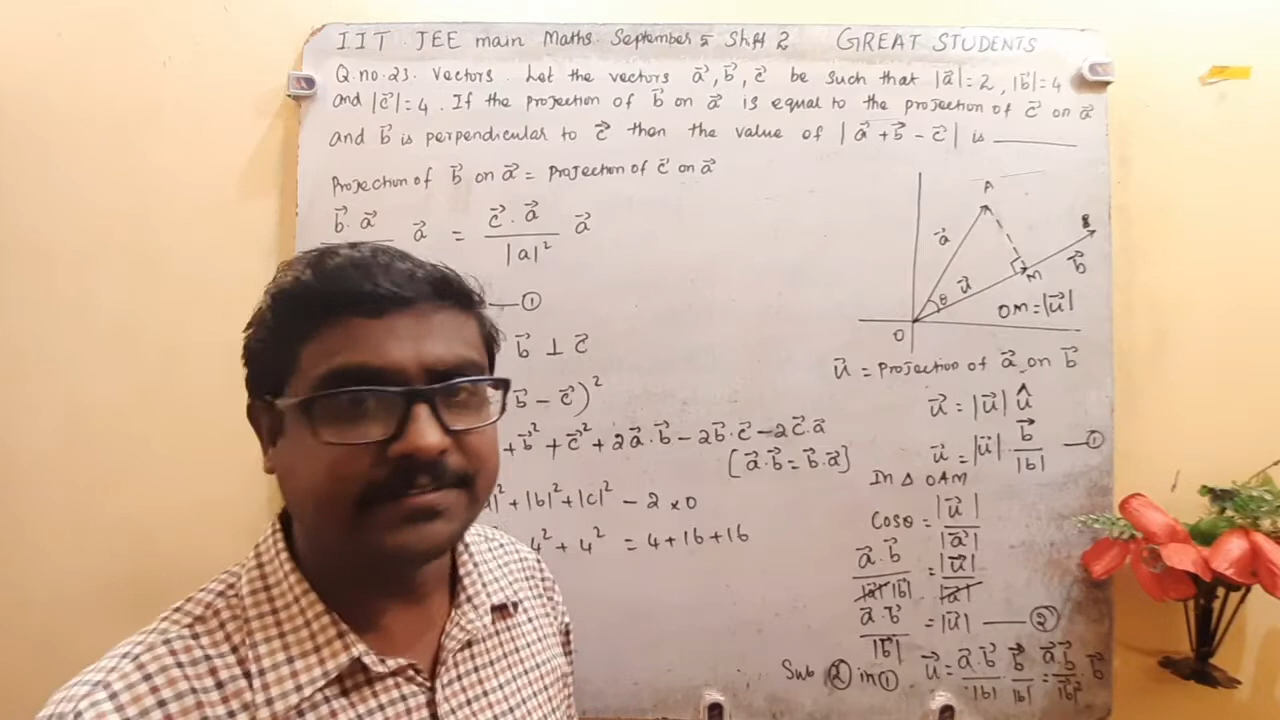 IIT JEE main Maths September 5 Shift 2 GREAT STUDENTS
Q.no.23. Vectors. Let the vectors a⃗, b⃗, c⃗ be such that |a⃗|=2, |b⃗|=4
and |c⃗|=4. If the projection of b⃗ on a⃗ is equal to the projection of c⃗ on a⃗
and b⃗ is perpendicular to c⃗ then the value of |a⃗+b⃗-c⃗| is ______
Projection of b⃗ on a⃗ = projection of c⃗ on a⃗
b⃗.a⃗ a⃗ = c⃗.a⃗/|a|² a⃗
—①
b⃗ ⊥ c⃗
b⃗-c⃗)²
+b⃗²+c⃗²+2a⃗.b⃗-2b⃗.c⃗-2c⃗.a⃗
[a⃗.b⃗=b⃗.a⃗]
|²+|b|²+|c|²-2×0
4²+4² = 4+16+16
A
a⃗
B
b⃗
M
u⃗
θ
OM=|u⃗|
O
u⃗ = projection of a⃗ on b⃗
u⃗ = |u⃗| û
u⃗ = |u⃗|. b⃗/|b| —①
In Δ OAM
Cosθ = |u⃗|/|a⃗|
a⃗.b⃗/|a⃗||b⃗| = |u⃗|/|a⃗|
a⃗.b⃗/|b⃗| = |u⃗| —②
Sub ② in ① u⃗ = a⃗.b⃗/|b| b⃗/|b| = a⃗.b⃗/|b⃗|² . b⃗